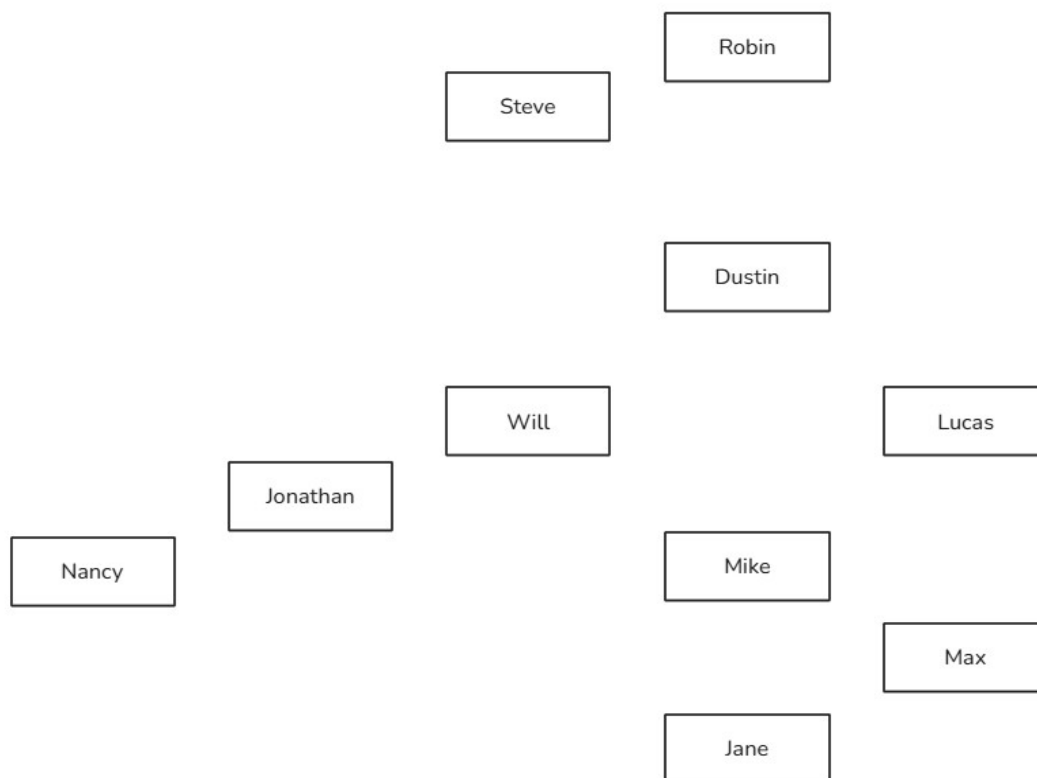 Robin
Steve
Dustin
Will
Lucas
Jonathan
Nancy
Mike
Max
Jane